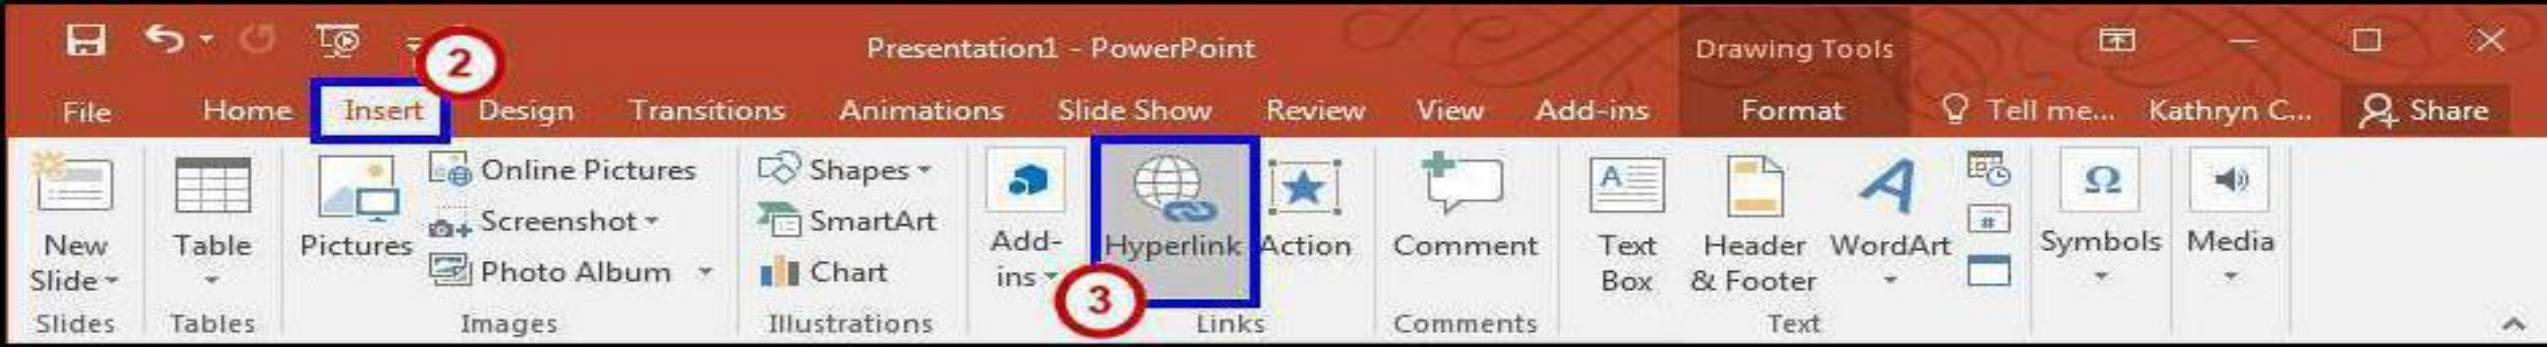 2
Presentation1 - PowerPoint
Drawing Tools
File Home Insert Design Transitions Animations Slide Show Review View Add-ins Format Tell me... Kathryn C... Share
New
Slide
Slides
Table
Tables
Pictures
Online Pictures
Screenshot
Photo Album
Images
Shapes
SmartArt
Chart
Illustrations
Add-
ins
Hyperlink
3
Action
Links
Comment
Comments
Text
Box
Header
& Footer
WordArt
Text
Symbols
Media